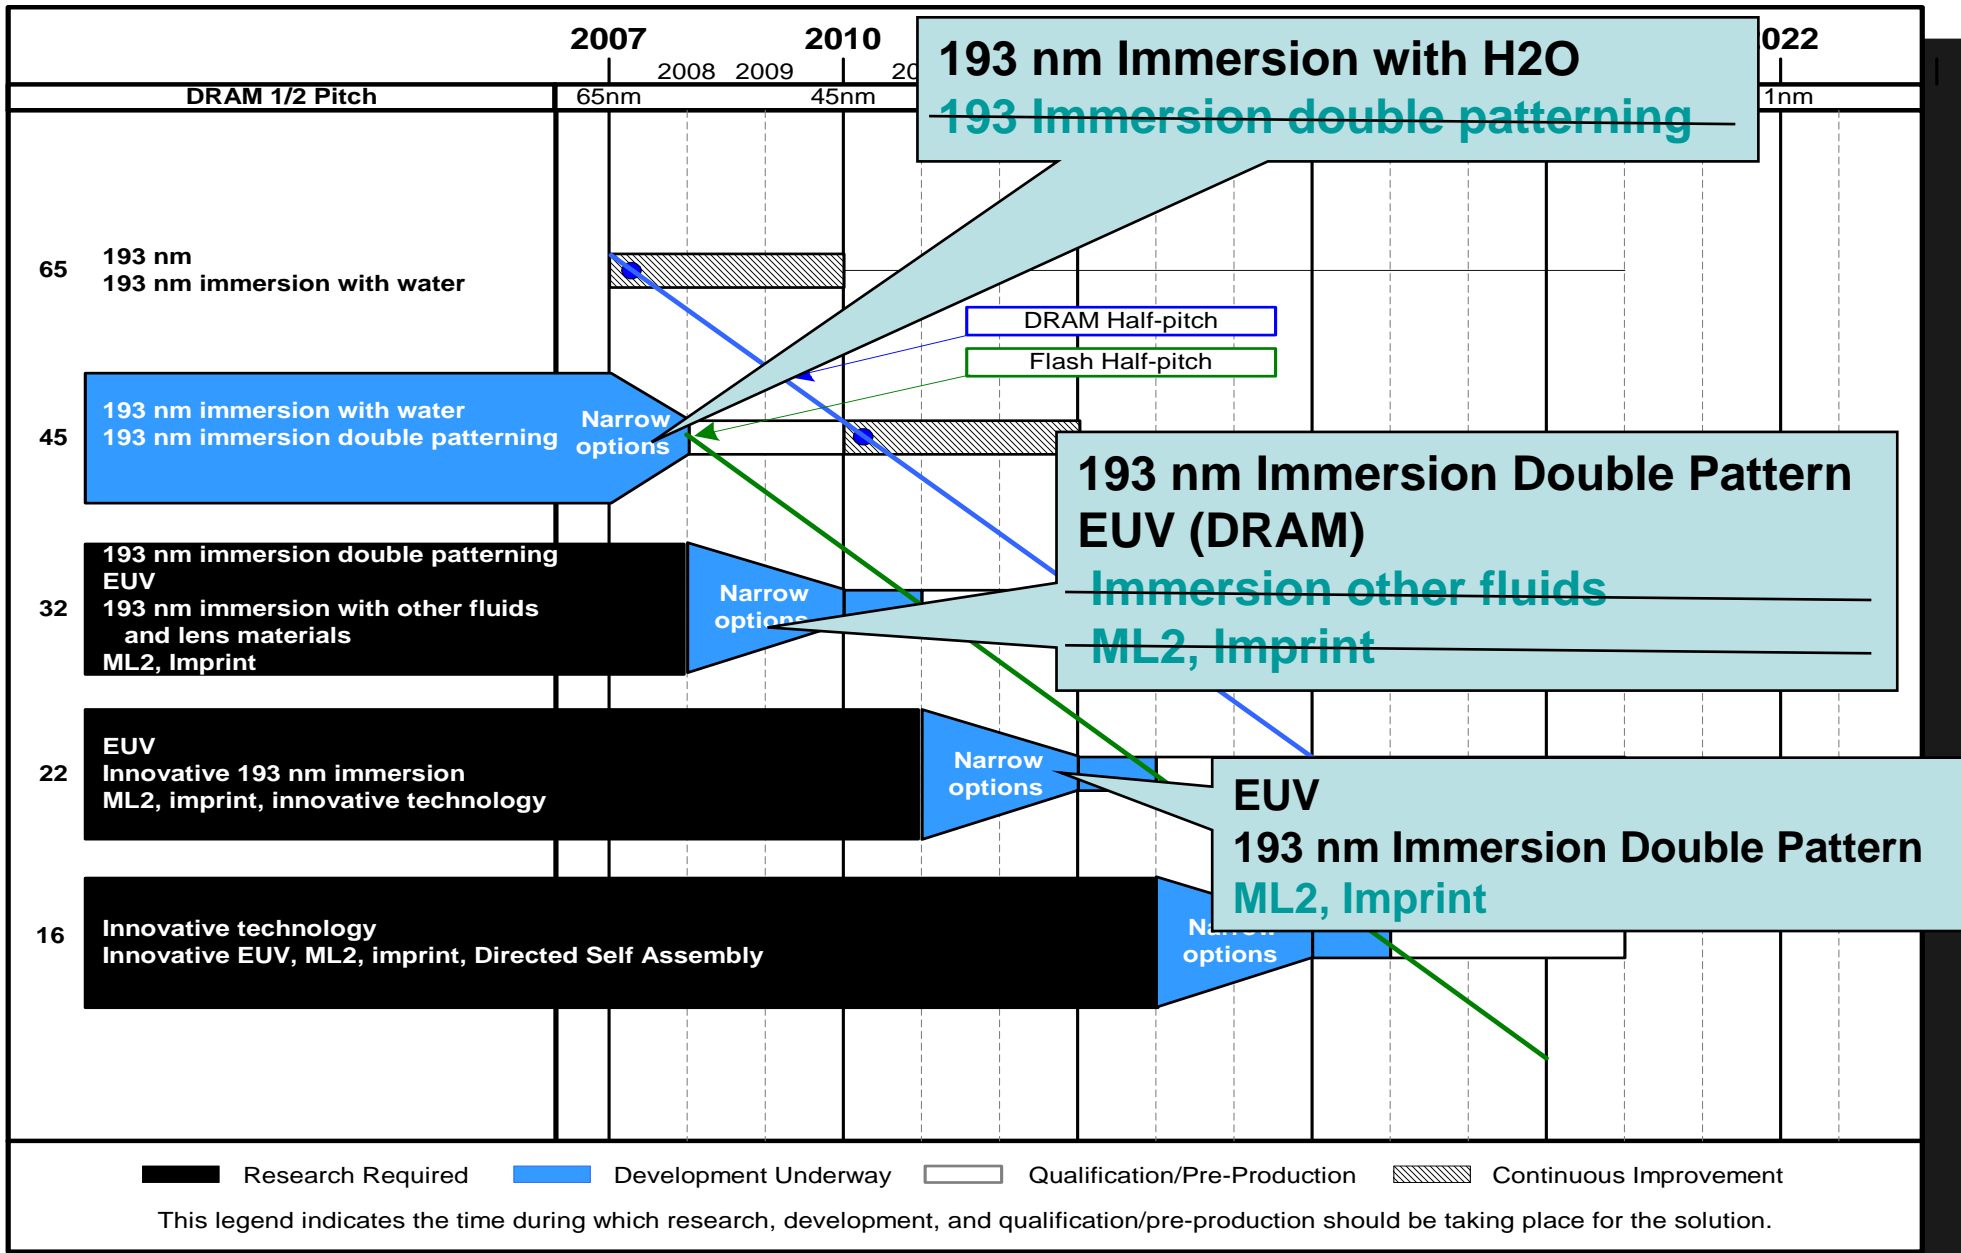 2007
2010
2008 2009
193 nm Immersion with H2O
193 Immersion double patterning
DRAM 1/2 Pitch
65nm
45nm
193 nm
65
193 nm immersion with water
DRAM Half-pitch
Flash Half-pitch
193 nm immersion with water
45
193 nm immersion double patterning
Narrow
options
193 nm Immersion Double Pattern
EUV (DRAM)
Immersion other fluids
ML2, Imprint
193 nm immersion double patterning
EUV
32
193 nm immersion with other fluids
and lens materials
ML2, Imprint
Narrow
options
EUV
22
Innovative 193 nm immersion
ML2, imprint, innovative technology
Narrow
options
EUV
193 nm Immersion Double Pattern
ML2, Imprint
16
Innovative technology
Innovative EUV, ML2, imprint, Directed Self Assembly
Narrow
options
Research Required
Development Underway
Qualification/Pre-Production
Continuous Improvement
This legend indicates the time during which research, development, and qualification/pre-production should be taking place for the solution.